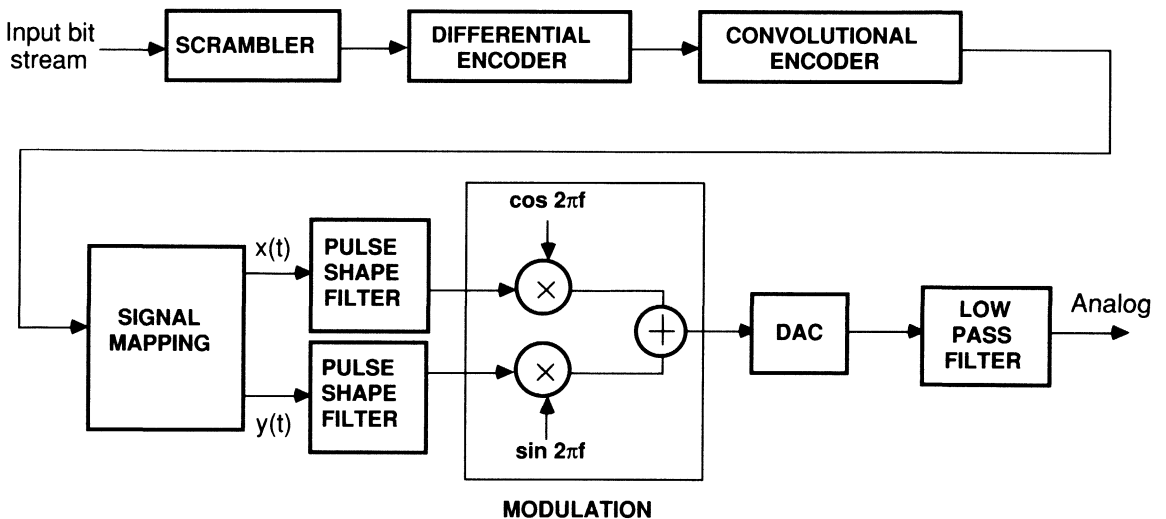 Input bit
stream
SCRAMBLER
DIFFERENTIAL
ENCODER
CONVOLUTIONAL
ENCODER
SIGNAL
MAPPING
x(t)
y(t)
PULSE
SHAPE
FILTER
PULSE
SHAPE
FILTER
cos 2πf
×
+
×
sin 2πf
MODULATION
DAC
LOW
PASS
FILTER
Analog